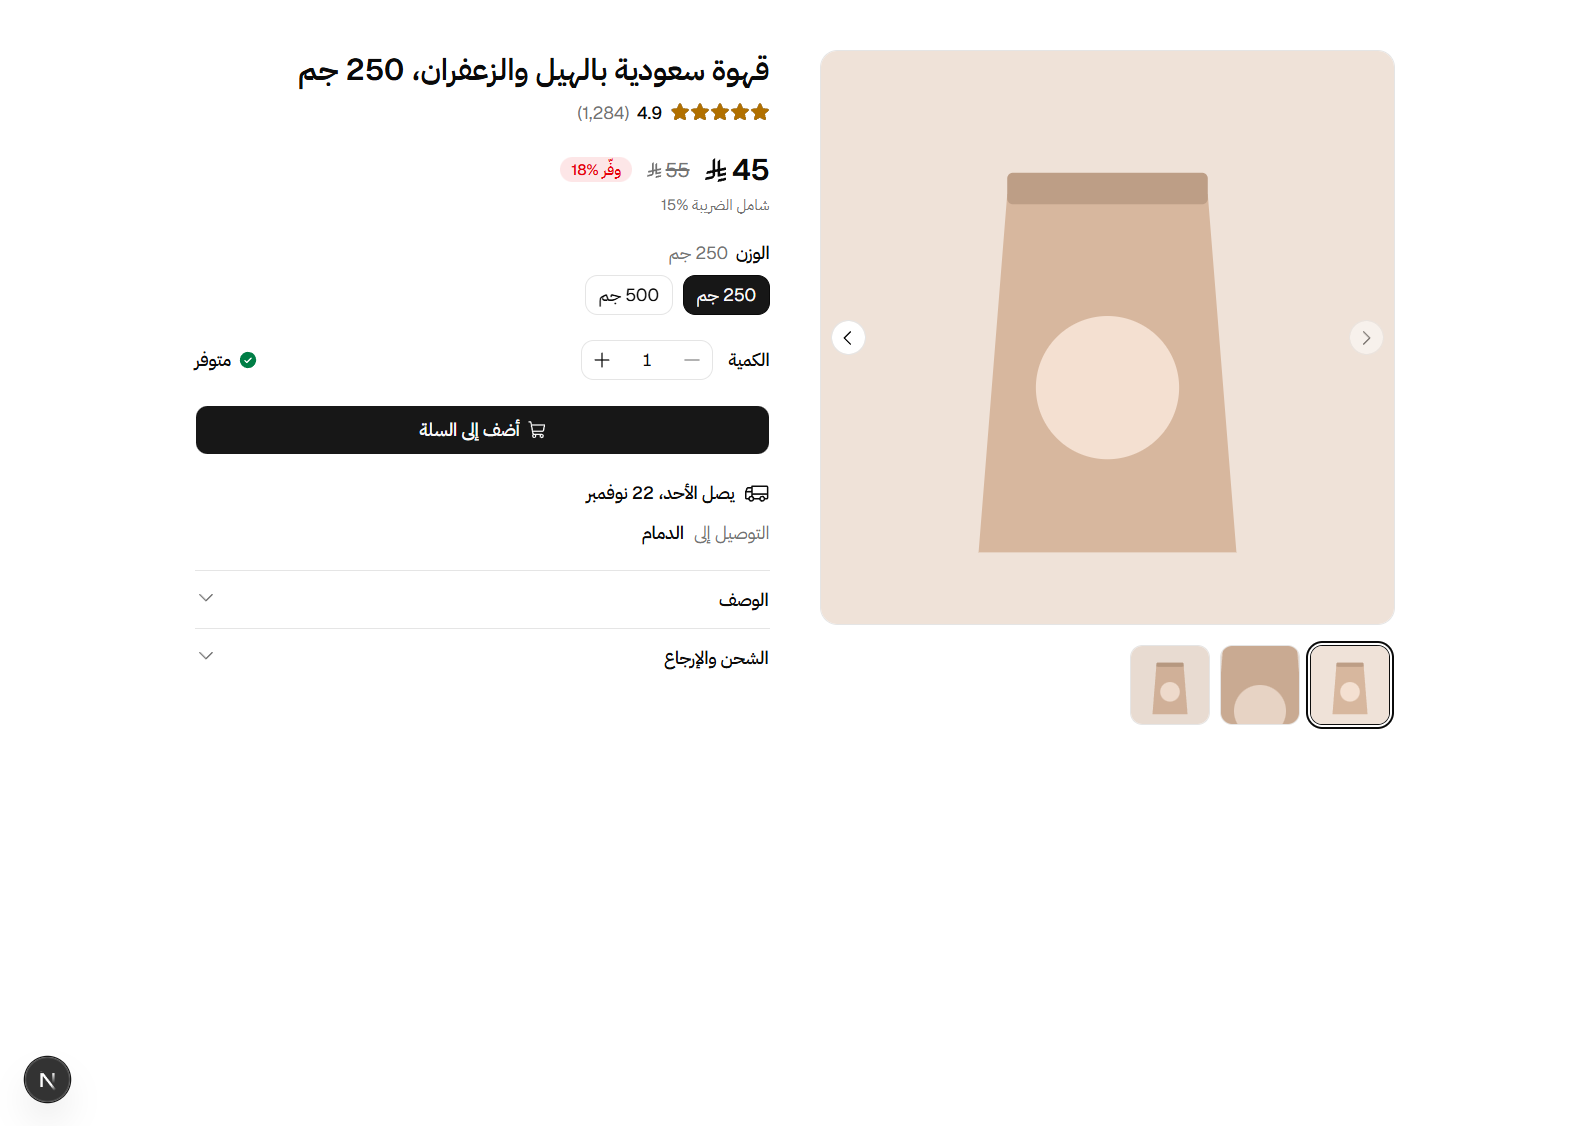 قهوة سعودية بالهيل والزعفران، 250 جم
4.9 (1,284)
45 ⃁ 55 ⃁ وفّر 18%
شامل الضريبة 15%
الوزن 250 جم
250 جم 500 جم
الكمية 1 متوفر
أضف إلى السلة
يصل الأحد، 22 نوفمبر
التوصيل إلى الدمام
الوصف
الشحن والإرجاع
N